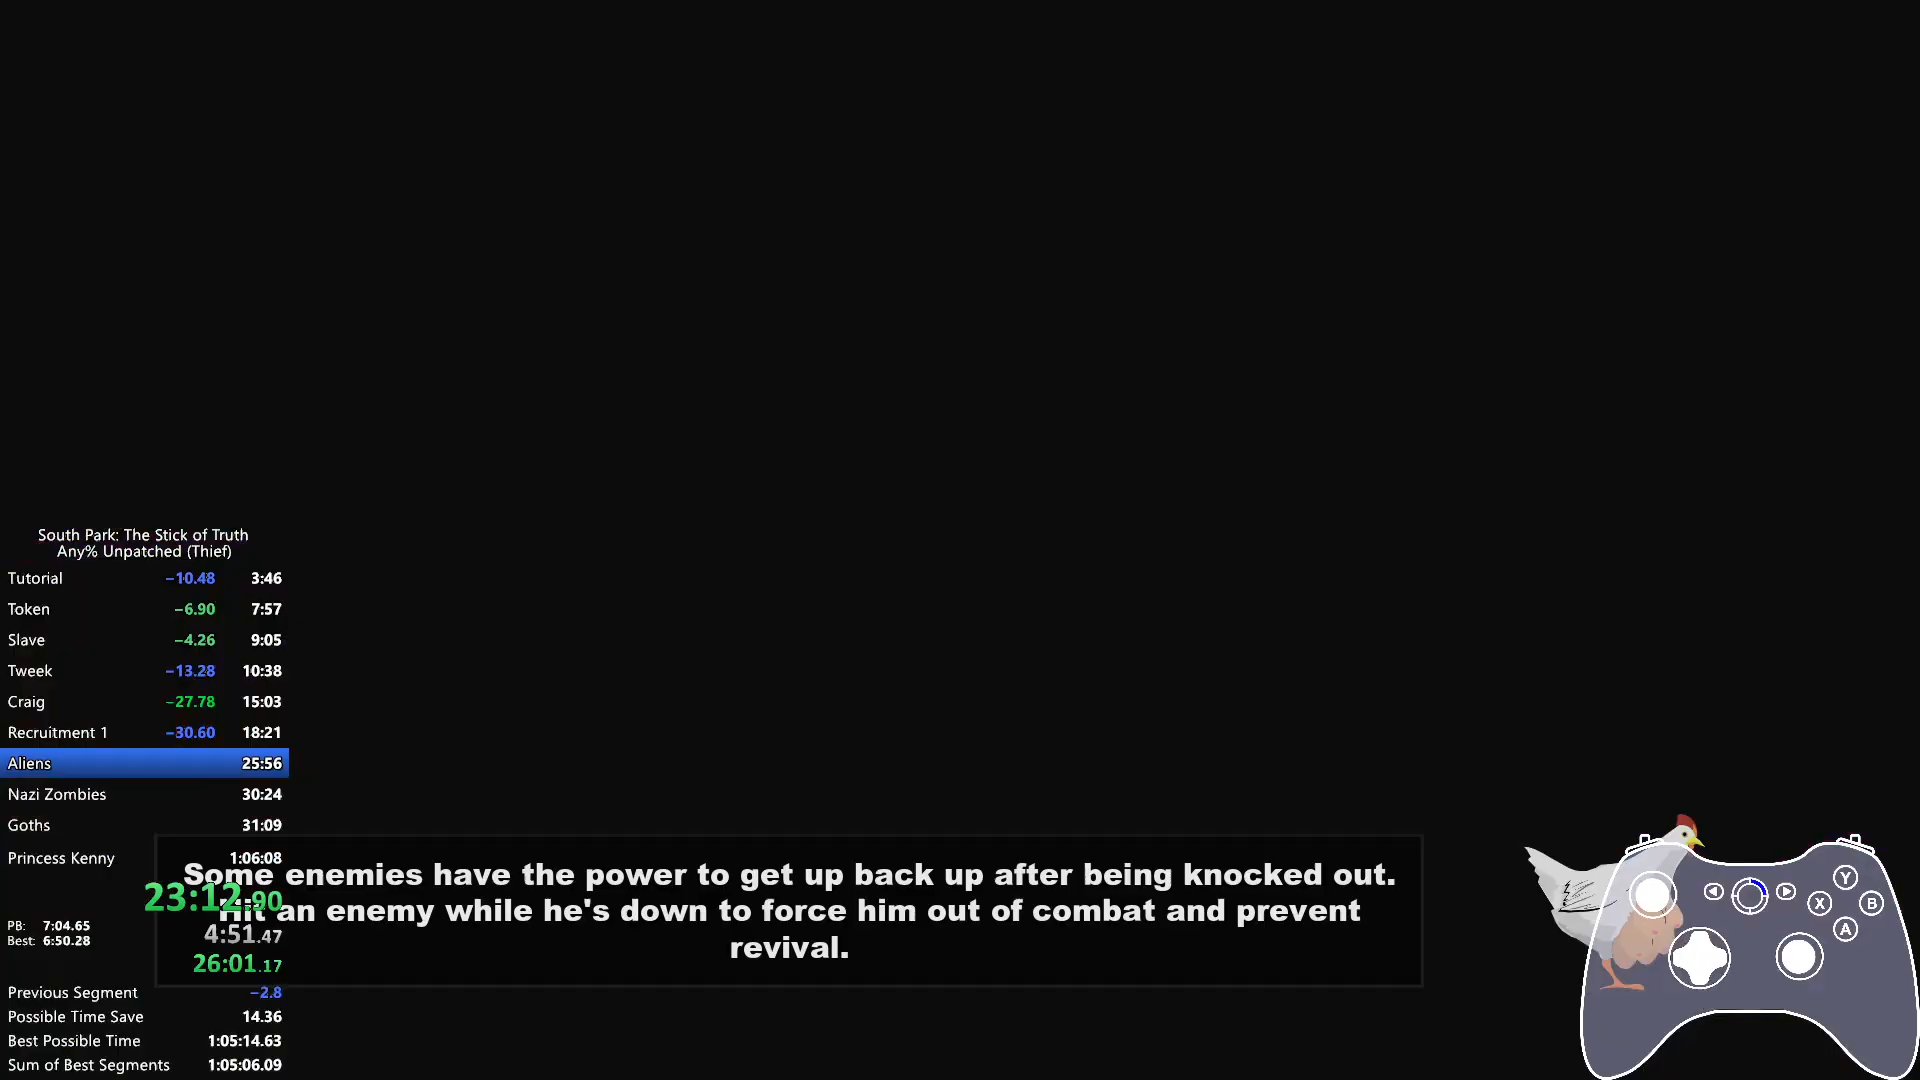 South Park: The Stick of Truth
Any% Unpatched (Thief)
Tutorial −10.48 3:46
Token −6.90 7:57
Slave −4.26 9:05
Tweek −13.28 10:38
Craig −27.78 15:03
Recruitment 1 −30.60 18:21
Aliens 25:56
Nazi Zombies 30:24
Goths 31:09
Princess Kenny 1:06:08
Some enemies have the power to get up back up after being knocked out.
Hit an enemy while he's down to force him out of combat and prevent
revival.
23:12.90
PB: 7:04.65
Best: 6:50.28
4:51.47
26:01.17
Previous Segment −2.8
Possible Time Save 14.36
Best Possible Time 1:05:14.63
Sum of Best Segments 1:05:06.09
Y
X
B
A